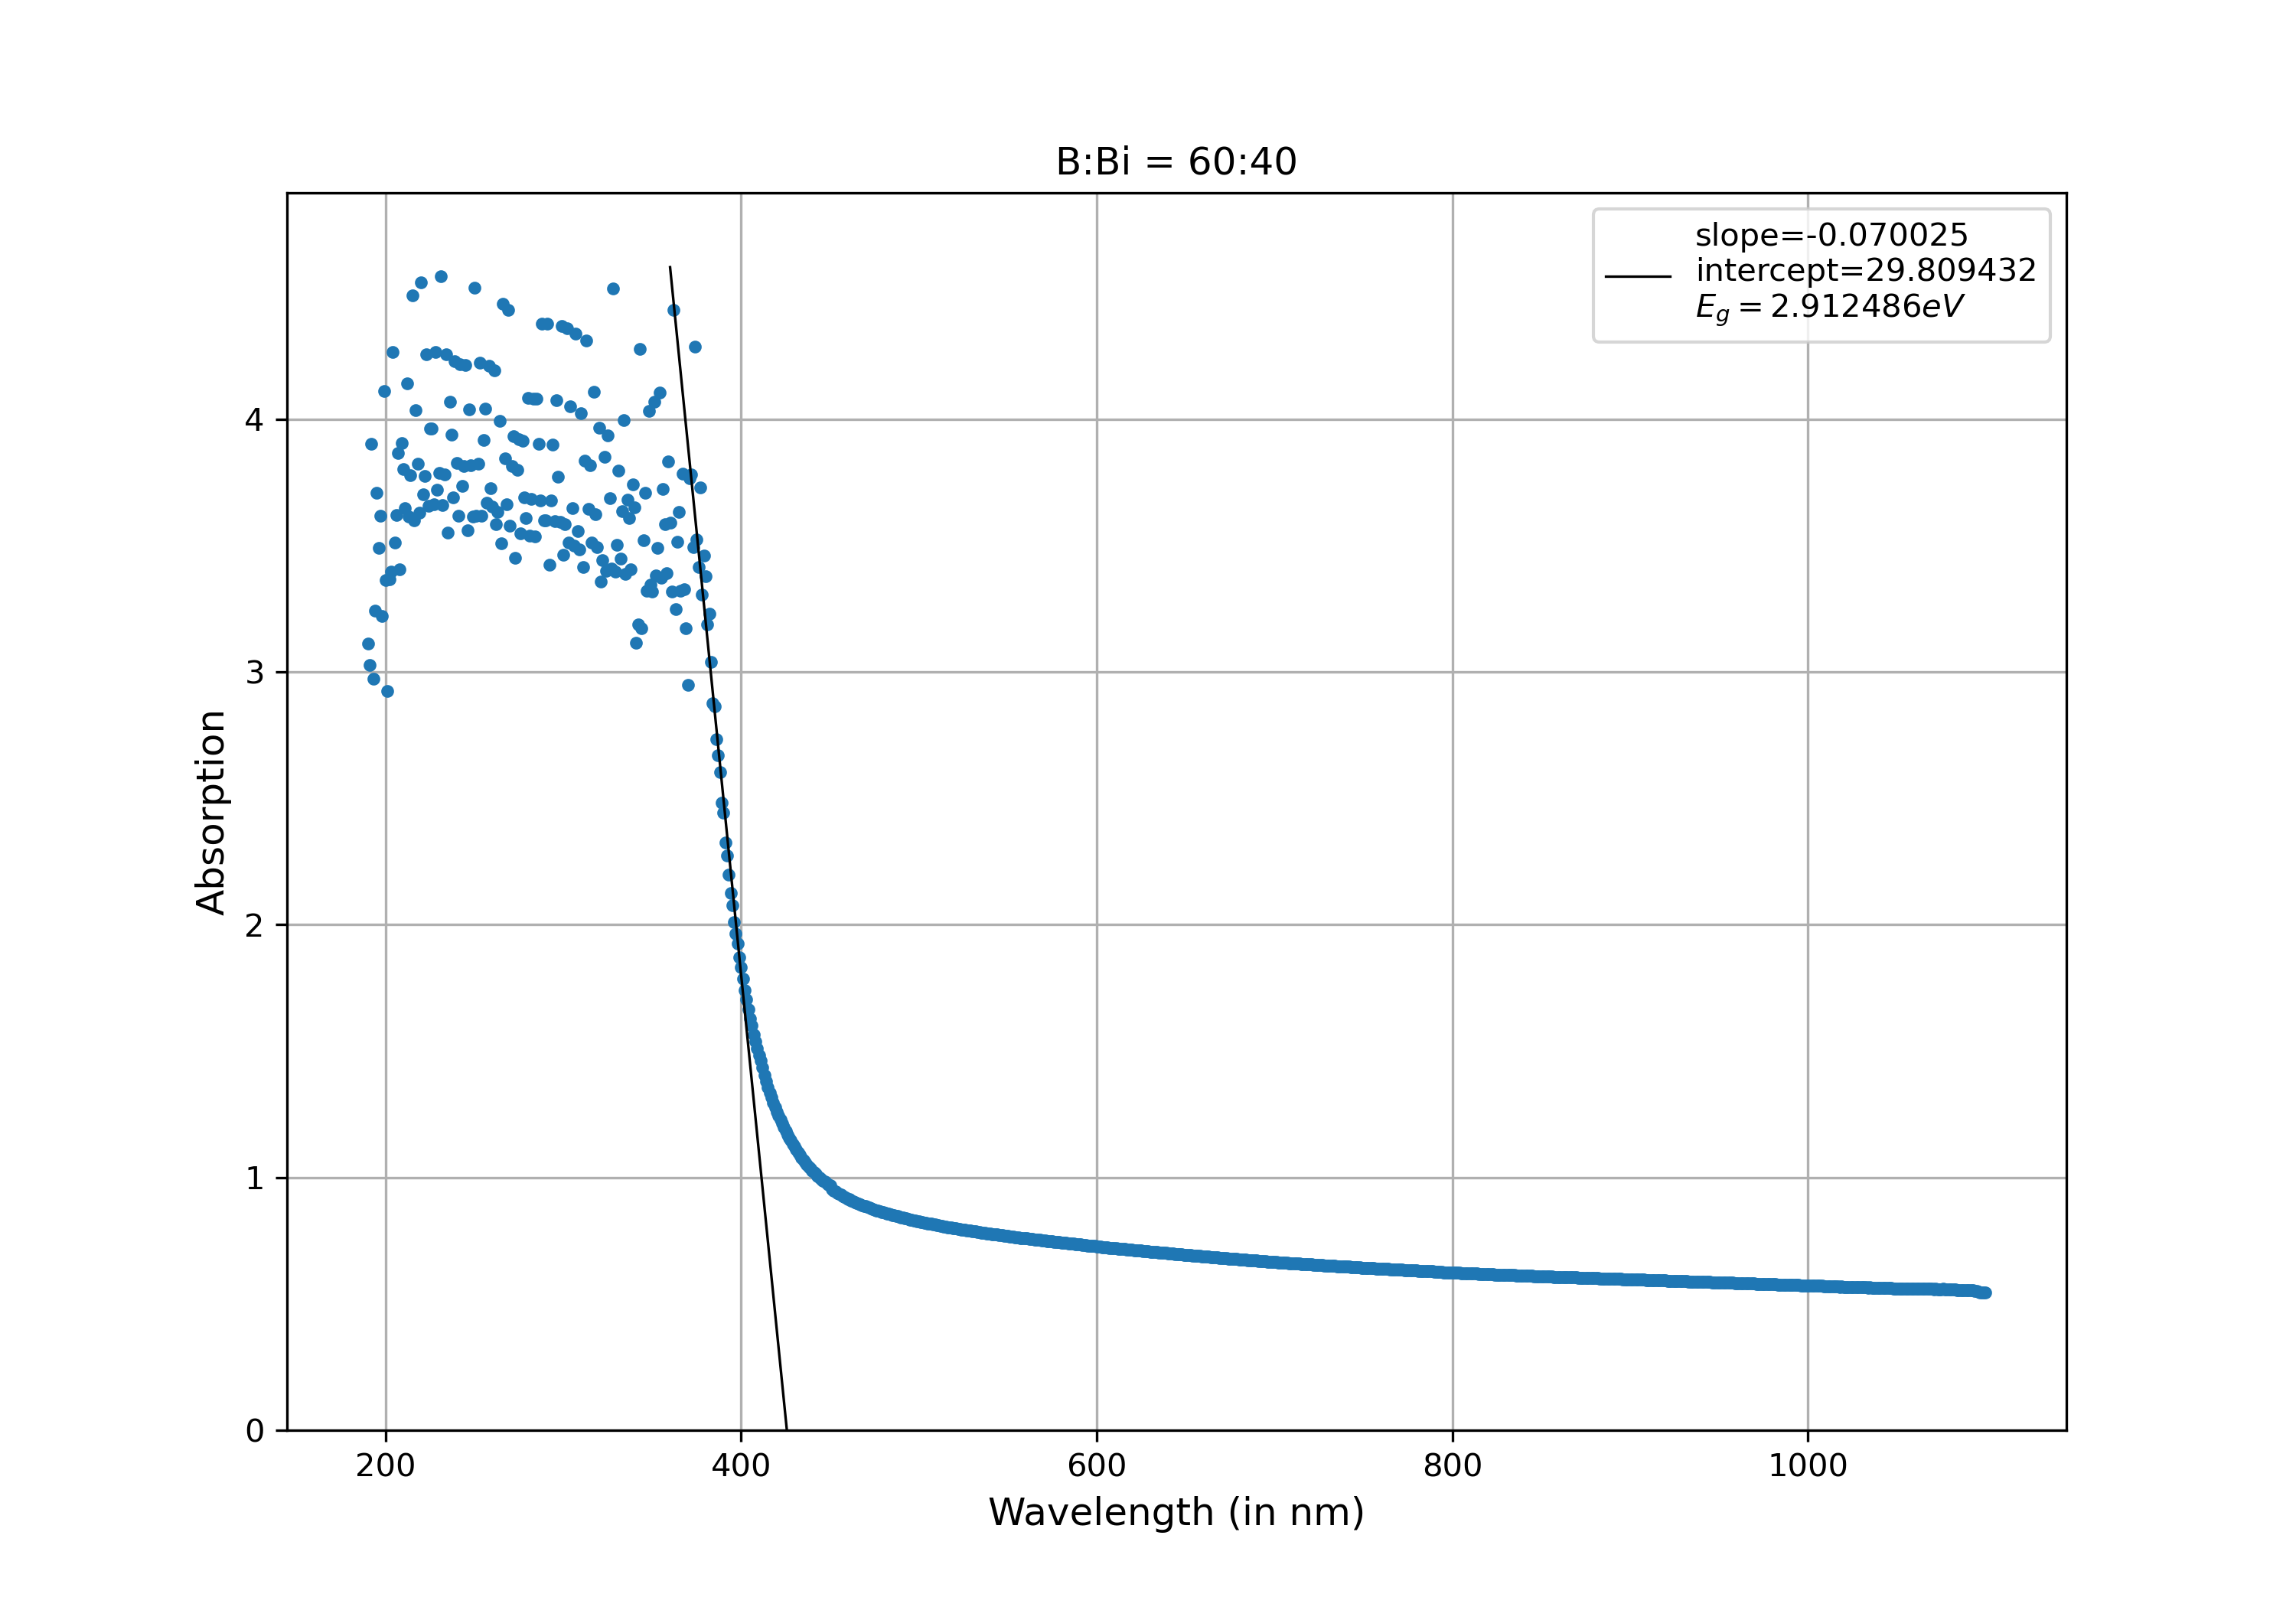 B:Bi = 60:40
slope=-0.070025
intercept=29.809432
E_g = 2.912486eV
4
3
2
1
0
Absorption
200 400 600 800 1000
Wavelength (in nm)